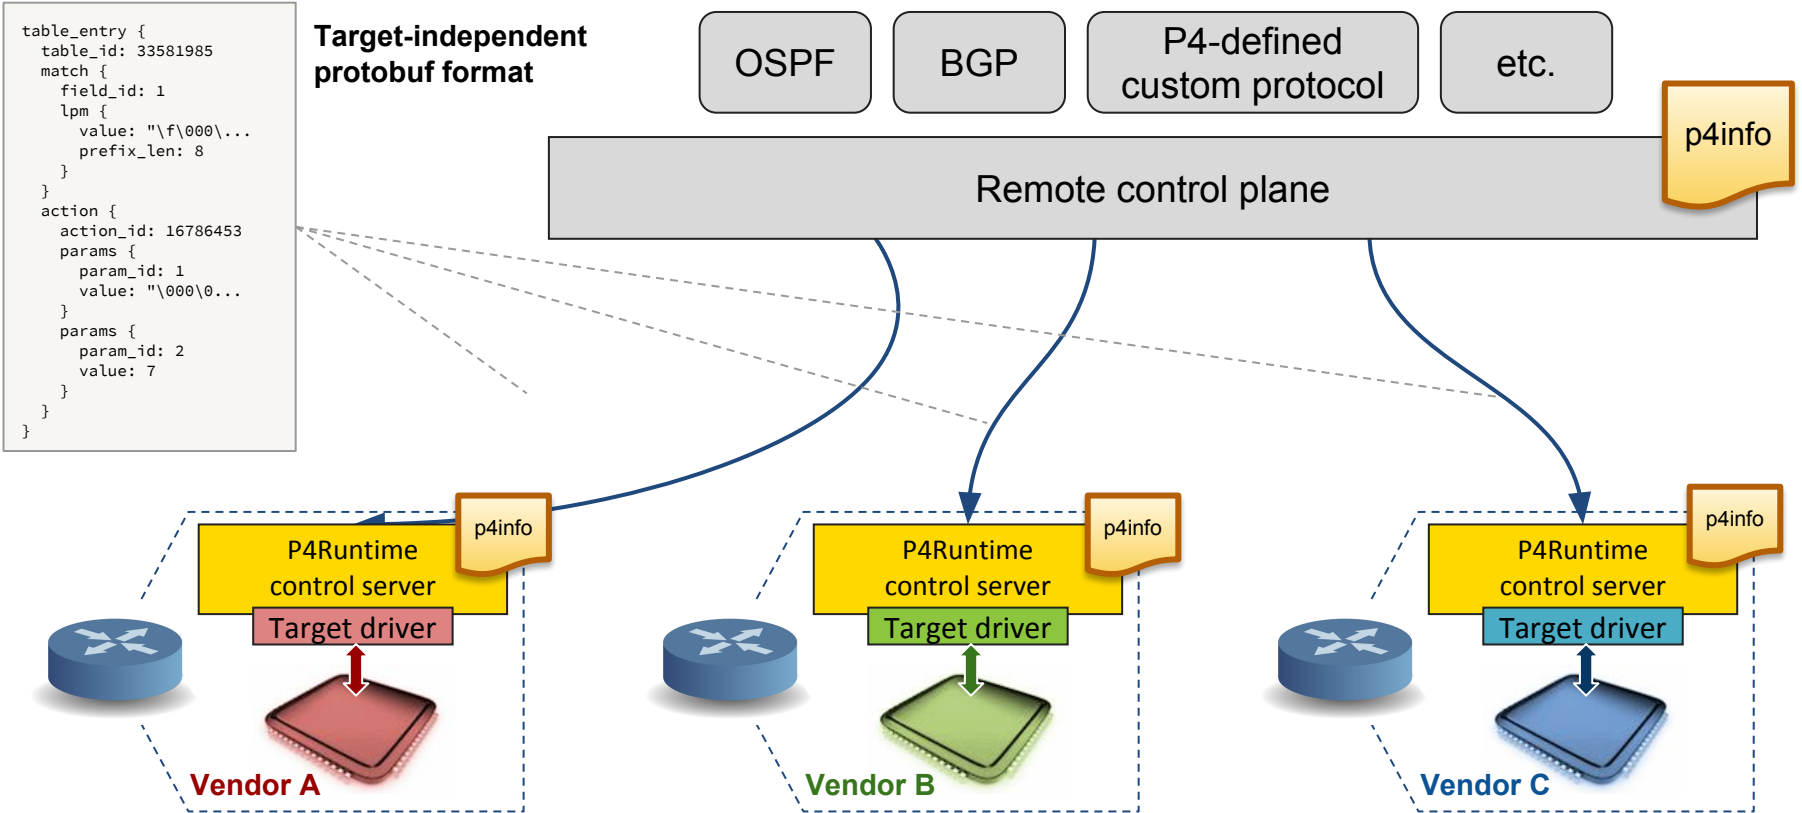 table_entry {
  table_id: 33581985
  match {
    field_id: 1
    lpm {
      value: "\f\000\...
      prefix_len: 8
    }
  }
  action {
    action_id: 16786453
    params {
      param_id: 1
      value: "\000\0...
    }
    params {
      param_id: 2
      value: 7
    }
  }
}
Target-independent
protobuf format
OSPF
BGP
P4-defined
custom protocol
etc.
p4info
Remote control plane
p4info
P4Runtime
control server
Target driver
Vendor A
p4info
P4Runtime
control server
Target driver
Vendor B
p4info
P4Runtime
control server
Target driver
Vendor C